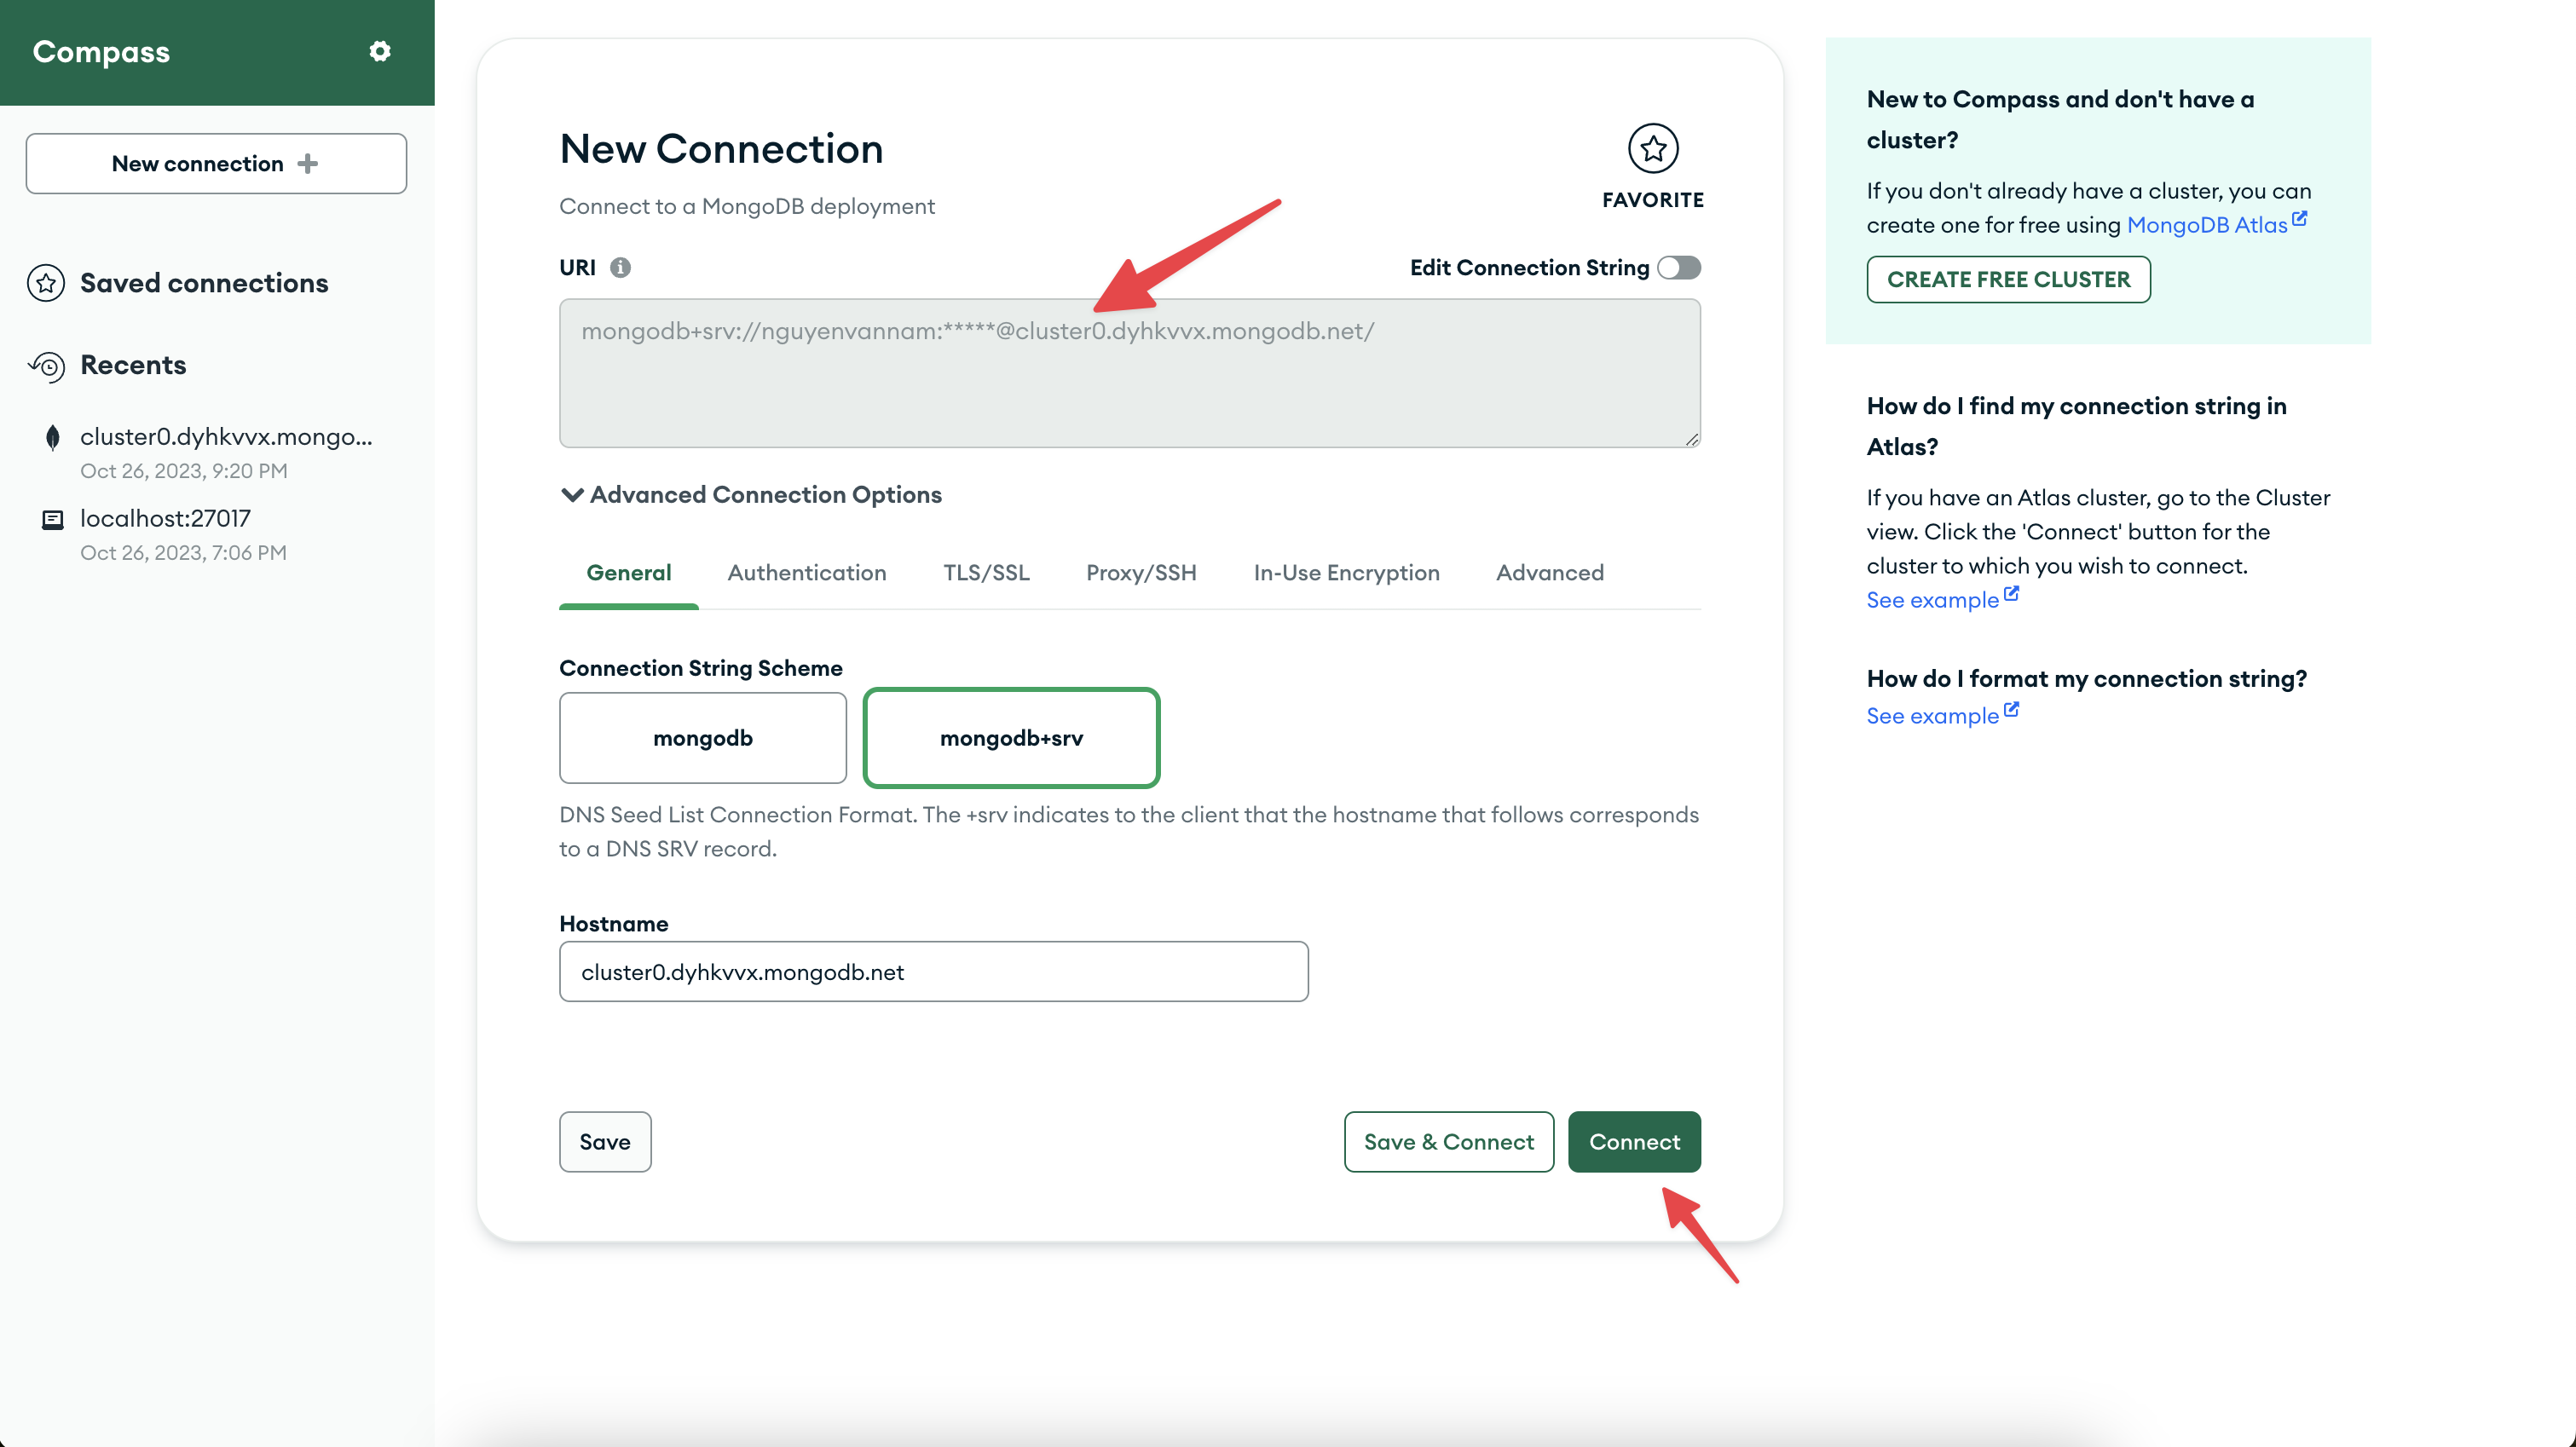 Compass
New connection
Saved connections
Recents
cluster0.dyhkvvx.mongo...
Oct 26, 2023, 9:20 PM
localhost:27017
Oct 26, 2023, 7:06 PM
New Connection
Connect to a MongoDB deployment
FAVORITE
URI
Edit Connection String
mongodb+srv://nguyenvannam:*****@cluster0.dyhkvvx.mongodb.net/
Advanced Connection Options
General
Authentication
TLS/SSL
Proxy/SSH
In-Use Encryption
Advanced
Connection String Scheme
mongodb
mongodb+srv
DNS Seed List Connection Format. The +srv indicates to the client that the hostname that follows corresponds
to a DNS SRV record.
Hostname
cluster0.dyhkvvx.mongodb.net
Save
Save & Connect
Connect
New to Compass and don't have a
cluster?
If you don't already have a cluster, you can
create one for free using MongoDB Atlas
CREATE FREE CLUSTER
How do I find my connection string in
Atlas?
If you have an Atlas cluster, go to the Cluster
view. Click the 'Connect' button for the
cluster to which you wish to connect.
See example
How do I format my connection string?
See example